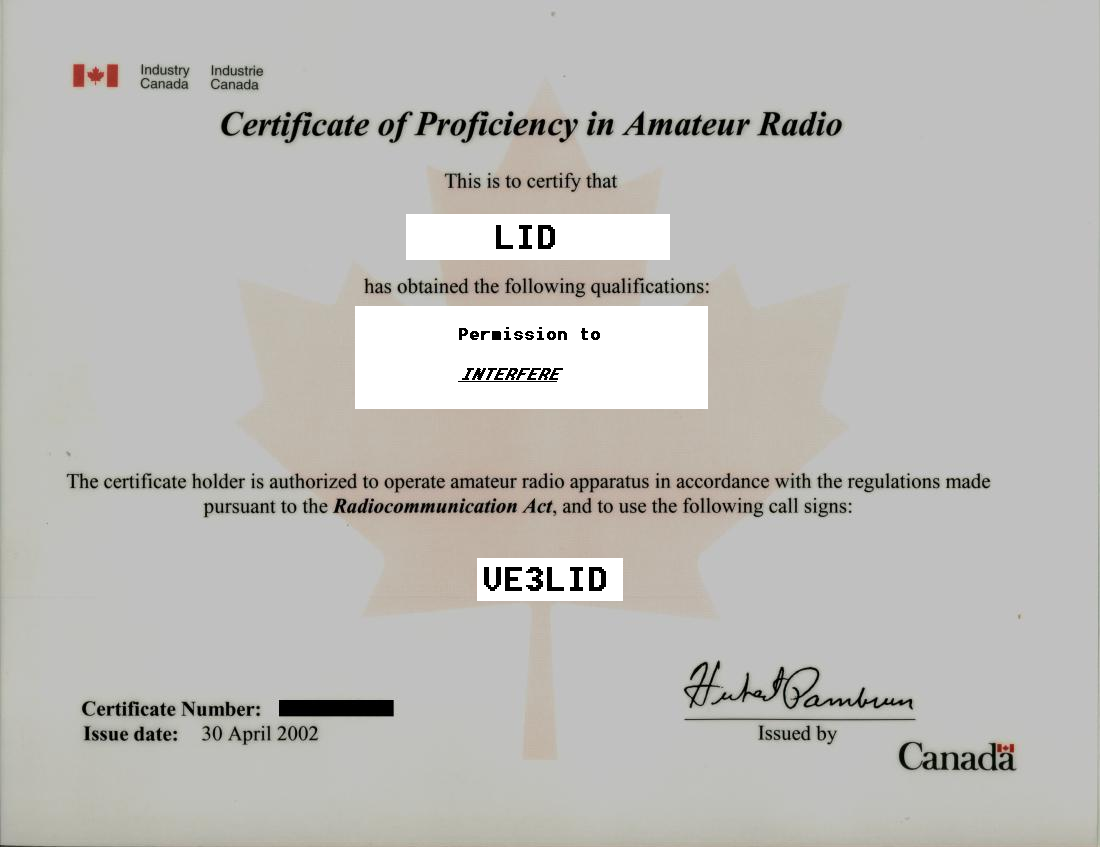 Industry Canada
Industrie Canada
Certificate of Proficiency in Amateur Radio
This is to certify that
LID
has obtained the following qualifications:
Permission to
INTERFERE
The certificate holder is authorized to operate amateur radio apparatus in accordance with the regulations made
pursuant to the Radiocommunication Act, and to use the following call signs:
VE3LID
Hubert Pambrun
Certificate Number:
Issue date: 30 April 2002
Issued by
Canada